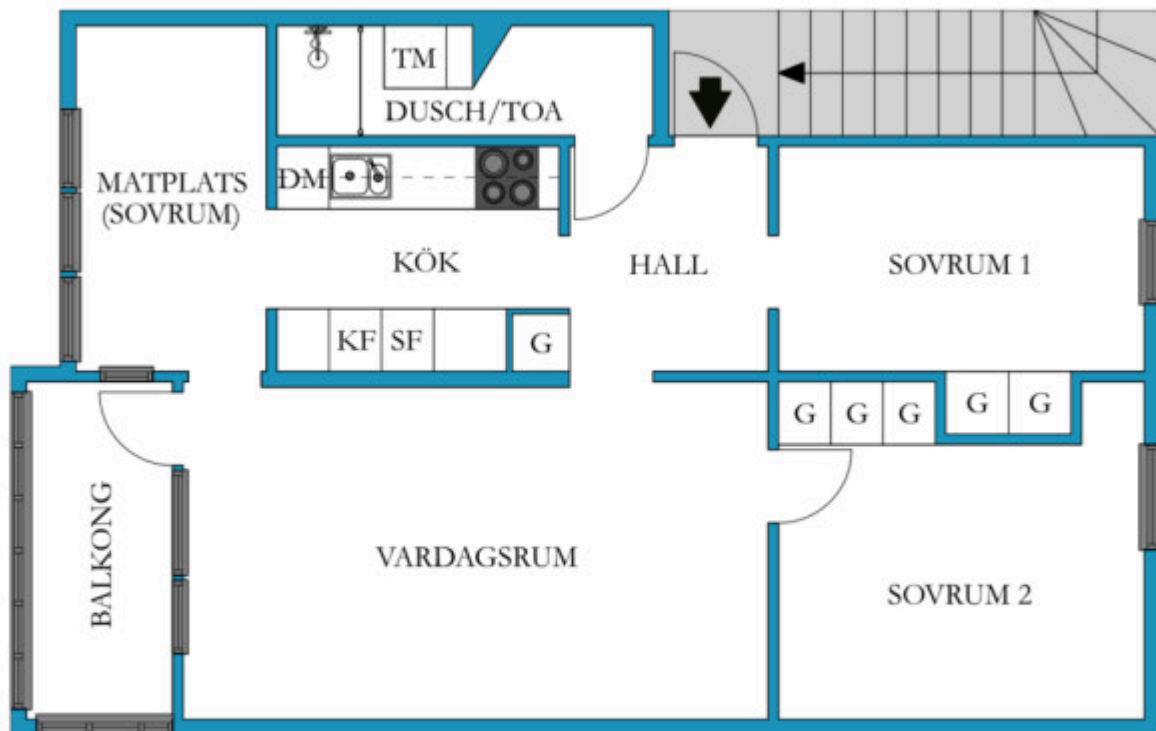 TM
DUSCH/TOA
DM
MATPLATS
(SOVRUM)
KÖK
HALL
SOVRUM 1
KF
SF
G
G
G
G
G
G
BALKONG
VARDAGSRUM
SOVRUM 2